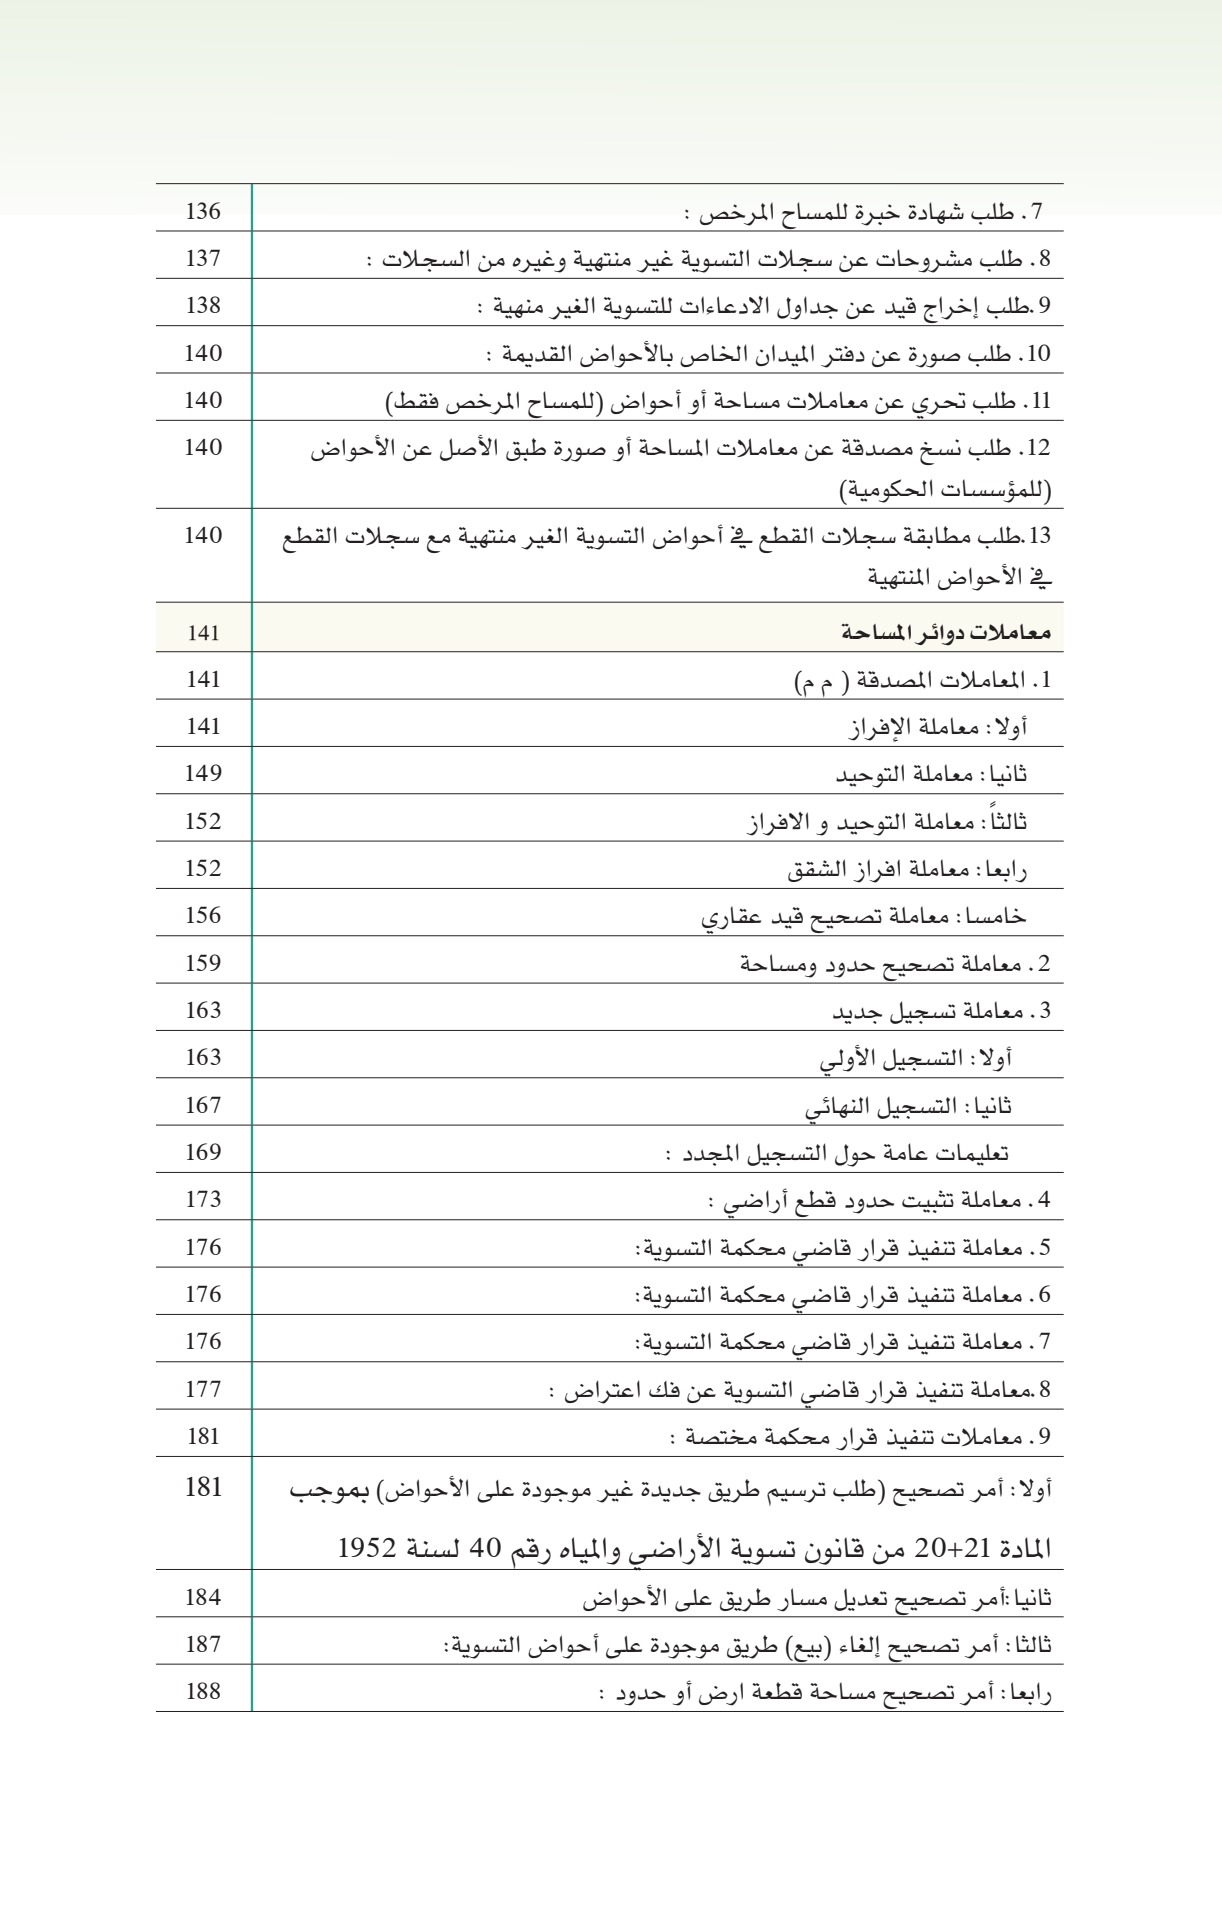 7. طلب شهادة خبرة للمساح المرخص : 136
8. طلب مشروحات عن سجلات التسوية غير منتهية وغيره من السجلات : 137
9.طلب إخراج قيد عن جداول الادعاءات للتسوية الغير منهية : 138
10. طلب صورة عن دفتر الميدان الخاص بالأحواض القديمة : 140
11. طلب تحري عن معاملات مساحة أو أحواض (للمساح المرخص فقط) 140
12. طلب نسخ مصدقة عن معاملات المساحة أو صورة طبق الأصل عن الأحواض 140
(للمؤسسات الحكومية)
13.طلب مطابقة سجلات القطع في أحواض التسوية الغير منتهية مع سجلات القطع 140
في الأحواض المنتهية
معاملات دوائر المساحة 141
1. المعاملات المصدقة ( م م) 141
أولا: معاملة الإفراز 141
ثانيا: معاملة التوحيد 149
ثالثاً: معاملة التوحيد و الافراز 152
رابعا: معاملة افراز الشقق 152
خامسا: معاملة تصحيح قيد عقاري 156
2. معاملة تصحيح حدود ومساحة 159
3. معاملة تسجيل جديد 163
أولا: التسجيل الأولي 163
ثانيا: التسجيل النهائي 167
تعليمات عامة حول التسجيل المجدد : 169
4. معاملة تثبيت حدود قطع أراضي : 173
5. معاملة تنفيذ قرار قاضي محكمة التسوية: 176
6. معاملة تنفيذ قرار قاضي محكمة التسوية: 176
7. معاملة تنفيذ قرار قاضي محكمة التسوية: 176
8.معاملة تنفيذ قرار قاضي التسوية عن فك اعتراض : 177
9. معاملات تنفيذ قرار محكمة مختصة : 181
أولا: أمر تصحيح (طلب ترسيم طريق جديدة غير موجودة على الأحواض) بموجب 181
المادة 21+20 من قانون تسوية الأراضي والمياه رقم 40 لسنة 1952
ثانيا:أمر تصحيح تعديل مسار طريق على الأحواض 184
ثالثا: أمر تصحيح إلغاء (بيع) طريق موجودة على أحواض التسوية: 187
رابعا: أمر تصحيح مساحة قطعة ارض أو حدود : 188